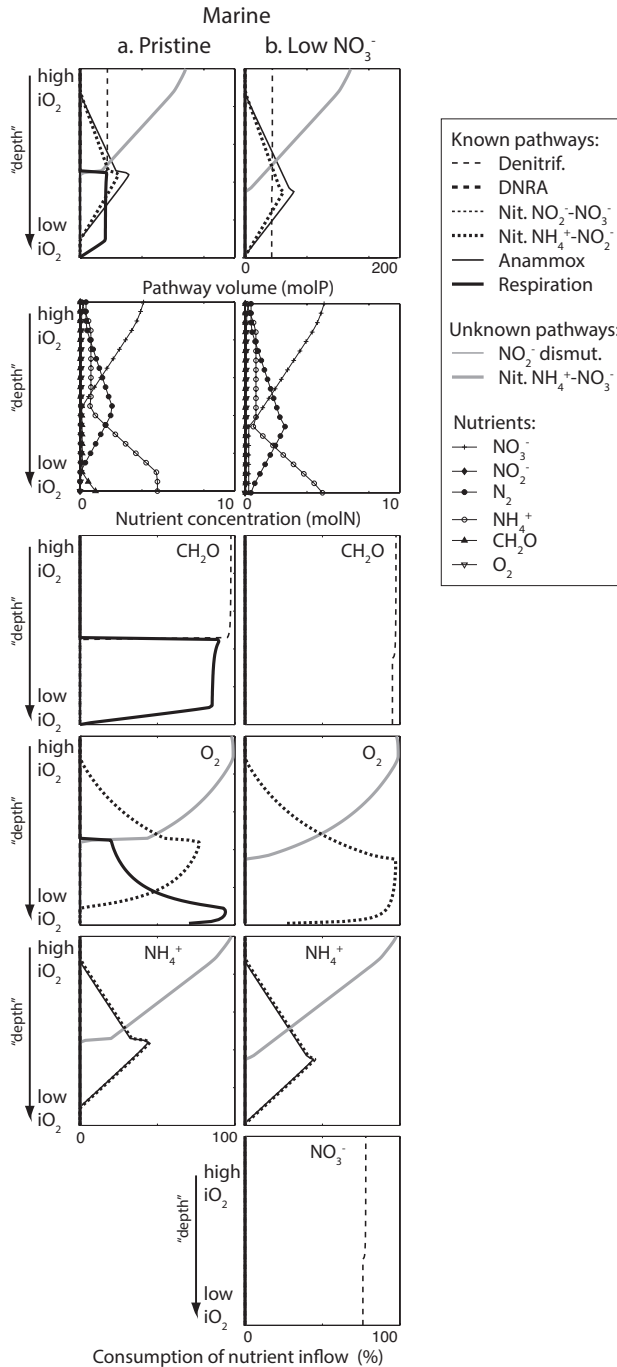 Marine
a. Pristine
b. Low NO₃⁻
high
iO₂
"depth"
low
iO₂
0
10
0
200
Pathway volume (molP)
high
iO₂
"depth"
low
iO₂
0
10
0
10
Nutrient concentration (molN)
CH₂O
CH₂O
high
iO₂
"depth"
low
iO₂
O₂
O₂
high
iO₂
"depth"
low
iO₂
NH₄⁺
NH₄⁺
high
iO₂
"depth"
low
iO₂
0
100
NO₃⁻
high
iO₂
"depth"
low
iO₂
0
100
Consumption of nutrient inflow (%)
Known pathways:
Denitrif.
DNRA
Nit. NO₂⁻-NO₃⁻
Nit. NH₄⁺-NO₂⁻
Anammox
Respiration
Unknown pathways:
NO₂⁻ dismut.
Nit. NH₄⁺-NO₃⁻
Nutrients:
NO₃⁻
NO₂⁻
N₂
NH₄⁺
CH₂O
O₂